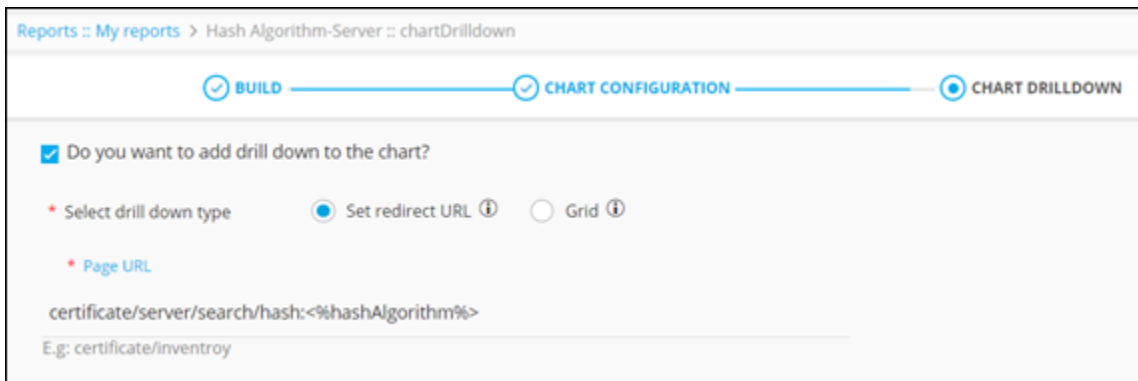 Reports :: My reports > Hash Algorithm-Server :: chartDrilldown
BUILD CHART CONFIGURATION CHART DRILLDOWN
Do you want to add drill down to the chart?
* Select drill down type Set redirect URL Grid
* Page URL
certificate/server/search/hash:<%hashAlgorithm%>
E.g: certificate/inventroy